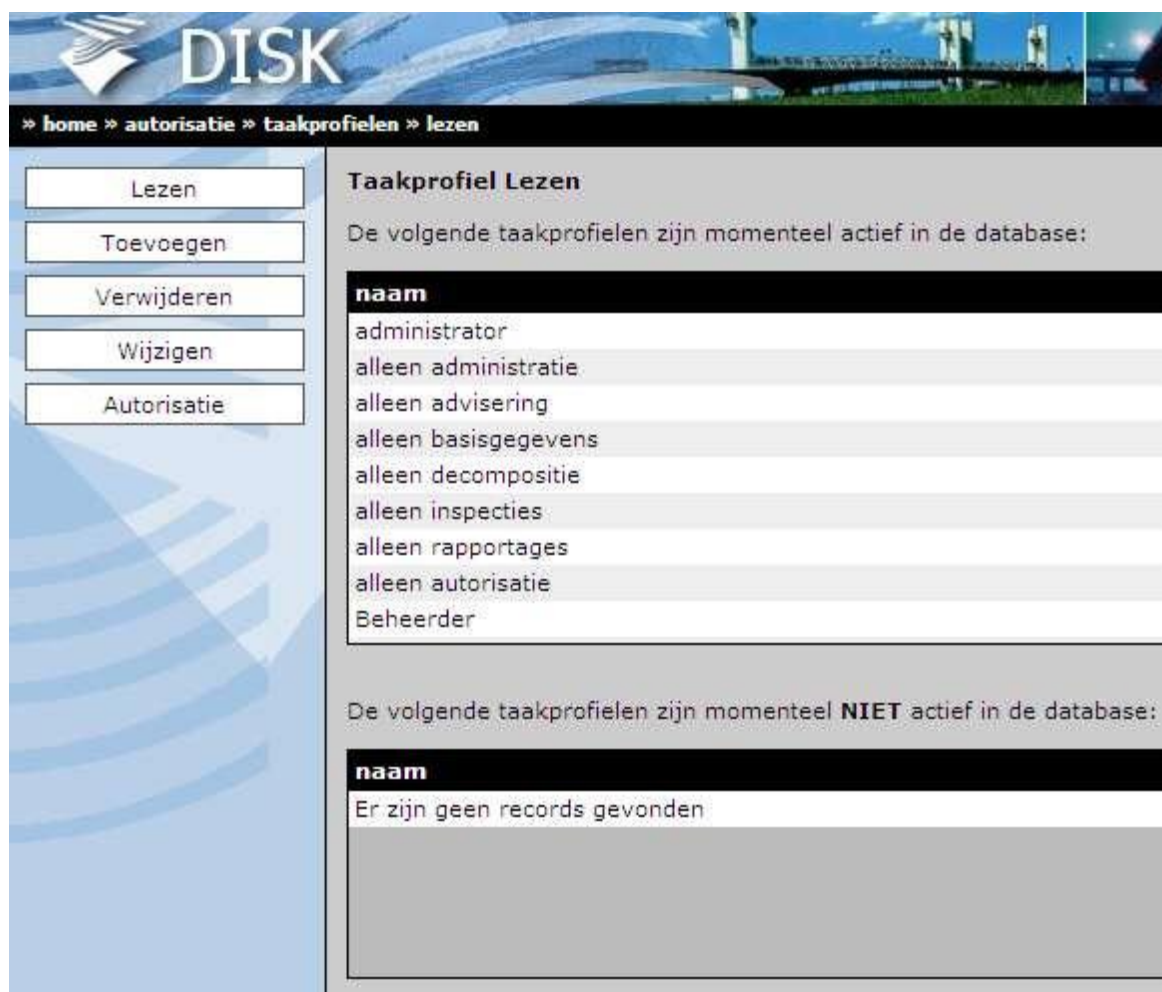 DISK
» home » autorisatie » taakprofielen » lezen
Lezen
Toevoegen
Verwijderen
Wijzigen
Autorisatie
Taakprofiel Lezen
De volgende taakprofielen zijn momenteel actief in de database:
naam
administrator
alleen administratie
alleen advisering
alleen basisgegevens
alleen decompositie
alleen inspecties
alleen rapportages
alleen autorisatie
Beheerder
De volgende taakprofielen zijn momenteel NIET actief in de database:
naam
Er zijn geen records gevonden